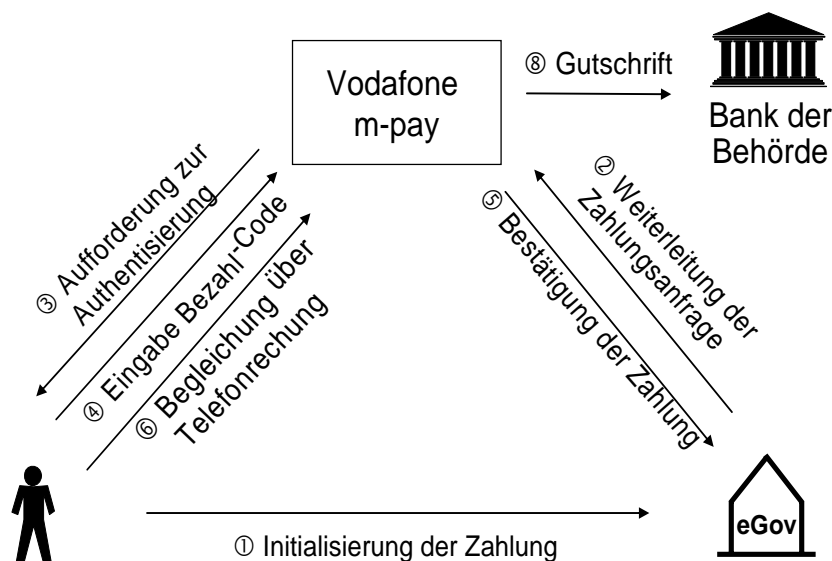 Vodafone
m-pay
⑧ Gutschrift
Bank der
Behörde
③ Aufforderung zur
Authentisierung
④ Eingabe Bezahl-Code
⑥ Begleichung über
Telefonrechung
② Weiterleitung der
Zahlungsanfrage
⑤ Bestätigung der Zahlung
eGov
① Initialisierung der Zahlung